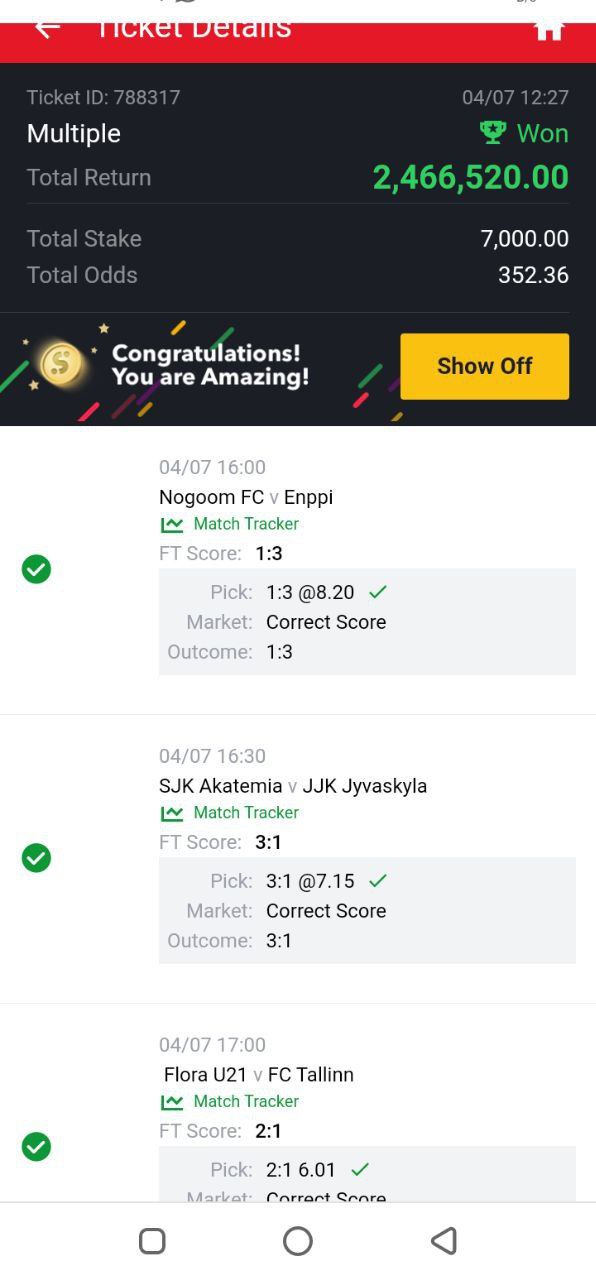 Ticket Details
Ticket ID: 788317 04/07 12:27
Multiple Won
Total Return 2,466,520.00
Total Stake 7,000.00
Total Odds 352.36
Congratulations!
You are Amazing!
Show Off
04/07 16:00
Nogoom FC v Enppi
Match Tracker
FT Score: 1:3
Pick: 1:3 @8.20
Market: Correct Score
Outcome: 1:3
04/07 16:30
SJK Akatemia v JJK Jyvaskyla
Match Tracker
FT Score: 3:1
Pick: 3:1 @7.15
Market: Correct Score
Outcome: 3:1
04/07 17:00
Flora U21 v FC Tallinn
Match Tracker
FT Score: 2:1
Pick: 2:1 6.01
Market: Correct Score